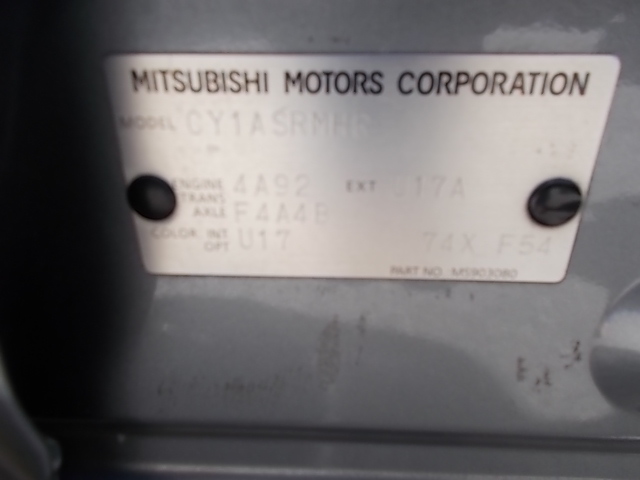 MITSUBISHI MOTORS CORPORATION
MODEL CY1ASRMHR
ENGINE 4A92 EXT U17A
TRANS AXLE F4A4B
COLOR INT OPT U17 74X F54
PART NO. MS903080